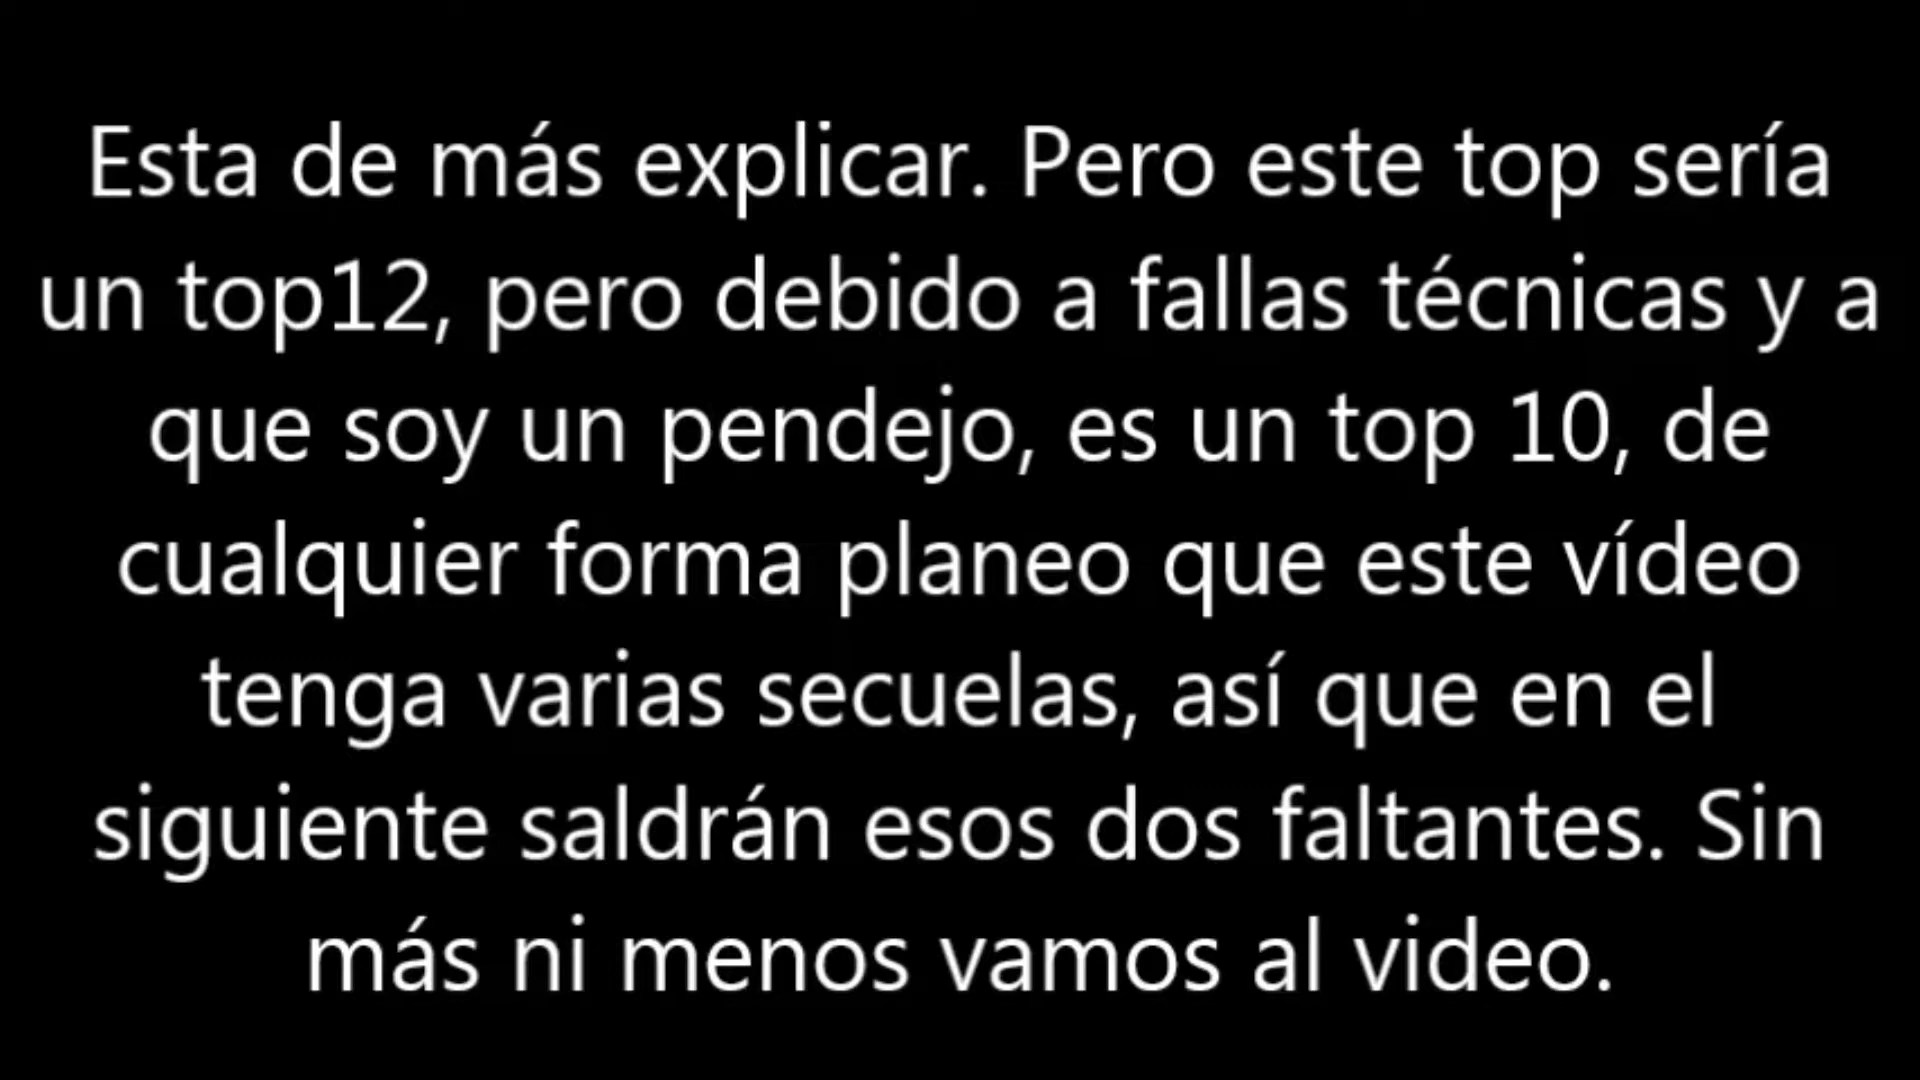 Esta de más explicar. Pero este top sería
un top12, pero debido a fallas técnicas y a
que soy un pendejo, es un top 10, de
cualquier forma planeo que este vídeo
tenga varias secuelas, así que en el
siguiente saldrán esos dos faltantes. Sin
más ni menos vamos al video.